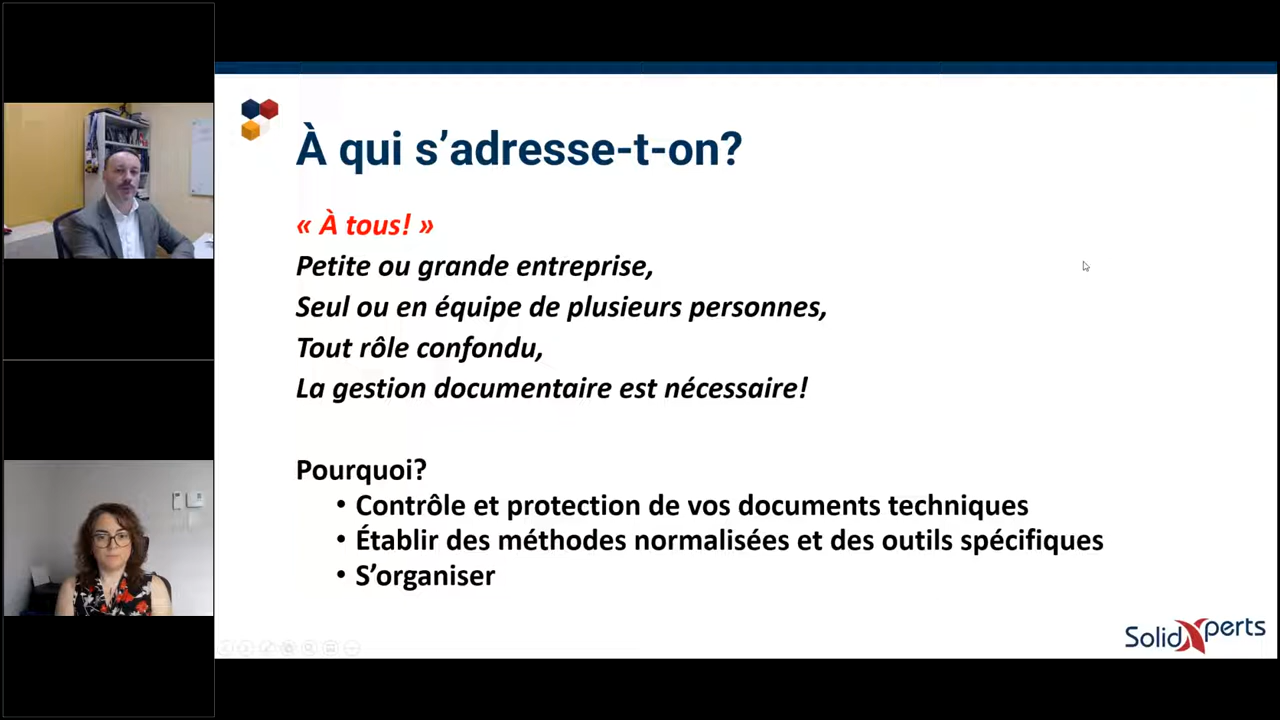 À qui s’adresse-t-on?
« À tous! »
Petite ou grande entreprise,
Seul ou en équipe de plusieurs personnes,
Tout rôle confondu,
La gestion documentaire est nécessaire!
Pourquoi?
• Contrôle et protection de vos documents techniques
• Établir des méthodes normalisées et des outils spécifiques
• S’organiser
SolidXperts